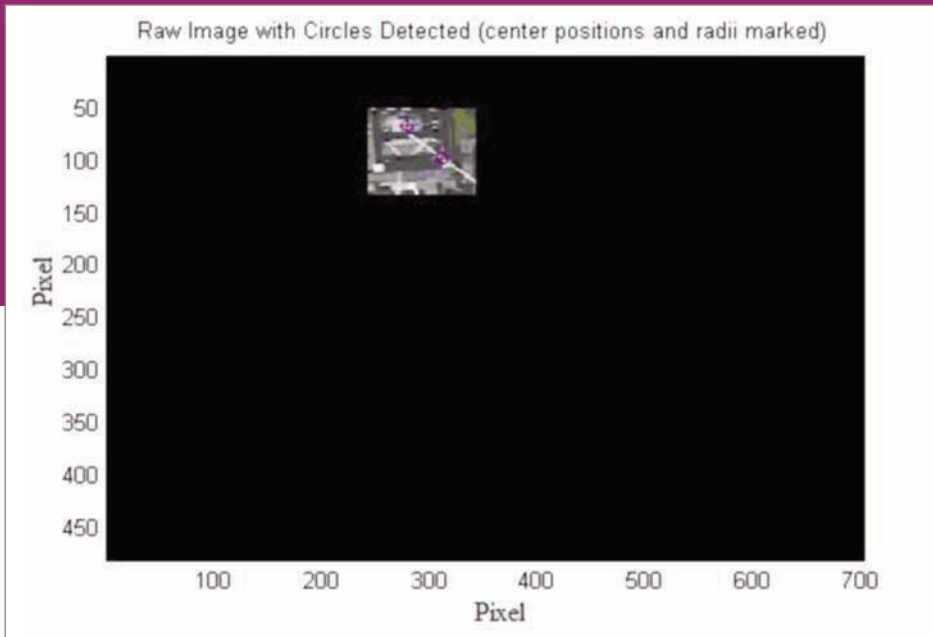 Raw Image with Circles Detected (center positions and radii marked)
50
100
150
200
250
300
350
400
450
Pixel
100 200 300 400 500 600 700
Pixel